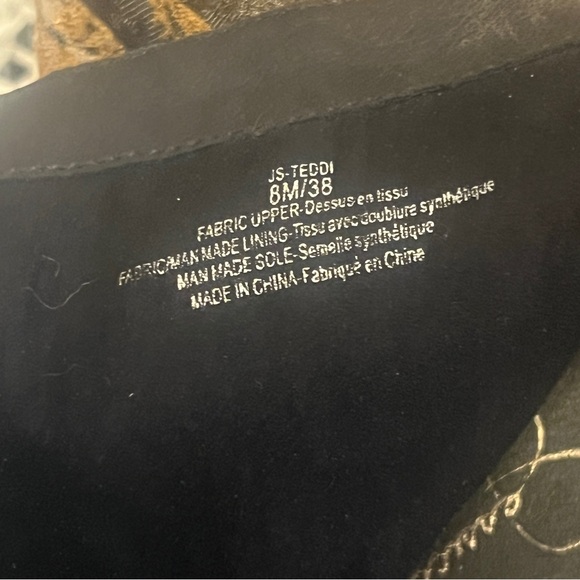 JS-TEDDI
8M/38
FABRIC UPPER-Dessus en tissu
FABRIC/MAN MADE LINING-Tissu avec doublure synthétique
MAN MADE SOLE-Semelle synthétique
MADE IN CHINA-Fabriqué en Chine